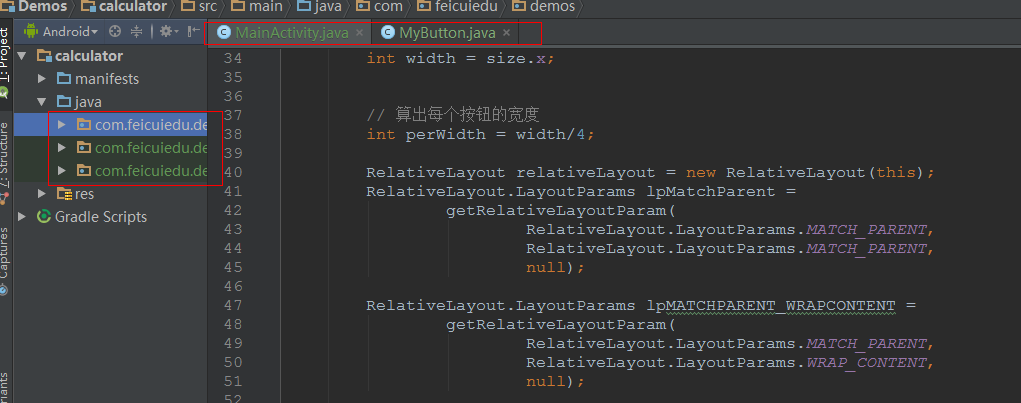 Demos calculator src main java com feicuiedu demos
Android
MainActivity.java × MyButton.java ×
1: Project
calculator
manifests
java
com.feicuiedu.de
com.feicuiedu.de
com.feicuiedu.de
res
Gradle Scripts
7: Structure
Captures
34 int width = size.x;
35
36
37 // 算出每个按钮的宽度
38 int perWidth = width/4;
39
40 RelativeLayout relativeLayout = new RelativeLayout(this);
41 RelativeLayout.LayoutParams lpMatchParent =
42 getRelativeLayoutParam(
43 RelativeLayout.LayoutParams.MATCH_PARENT,
44 RelativeLayout.LayoutParams.MATCH_PARENT,
45 null);
46
47 RelativeLayout.LayoutParams lpMATCHPARENT_WRAPCONTENT =
48 getRelativeLayoutParam(
49 RelativeLayout.LayoutParams.MATCH_PARENT,
50 RelativeLayout.LayoutParams.WRAP_CONTENT,
51 null);
52